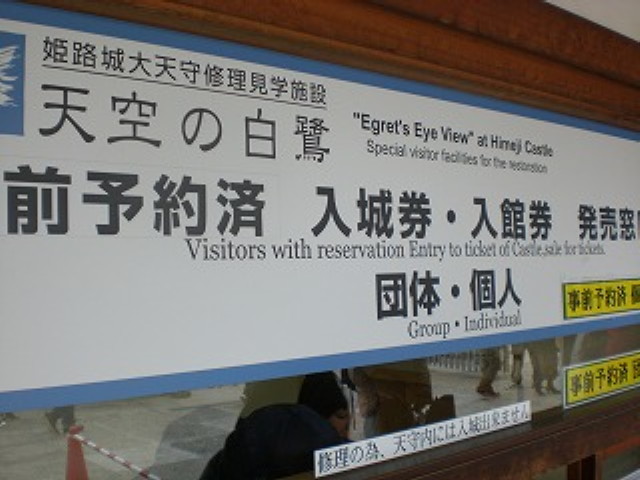 姫路城大天守修理見学施設
天空の白鷺
"Egret's Eye View" at Himeji Castle
Special visitor facilities for the restoration
前予約済 入城券・入館券 発売窓
Visitors with reservation Entry to ticket of Castle,sale for tickets.
団体・個人
Group・Individual
事前予約済
事前予約済 団
修理の為、天守内には入城出来ません